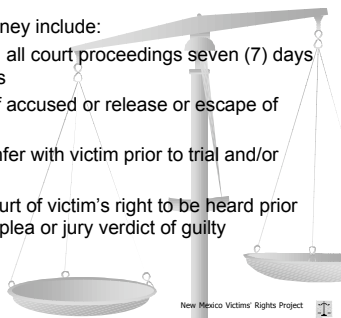 ney include:
all court proceedings seven (7) days
s
f accused or release or escape of
fer with victim prior to trial and/or
urt of victim's right to be heard prior
plea or jury verdict of guilty
New Mexico Victims' Rights Project